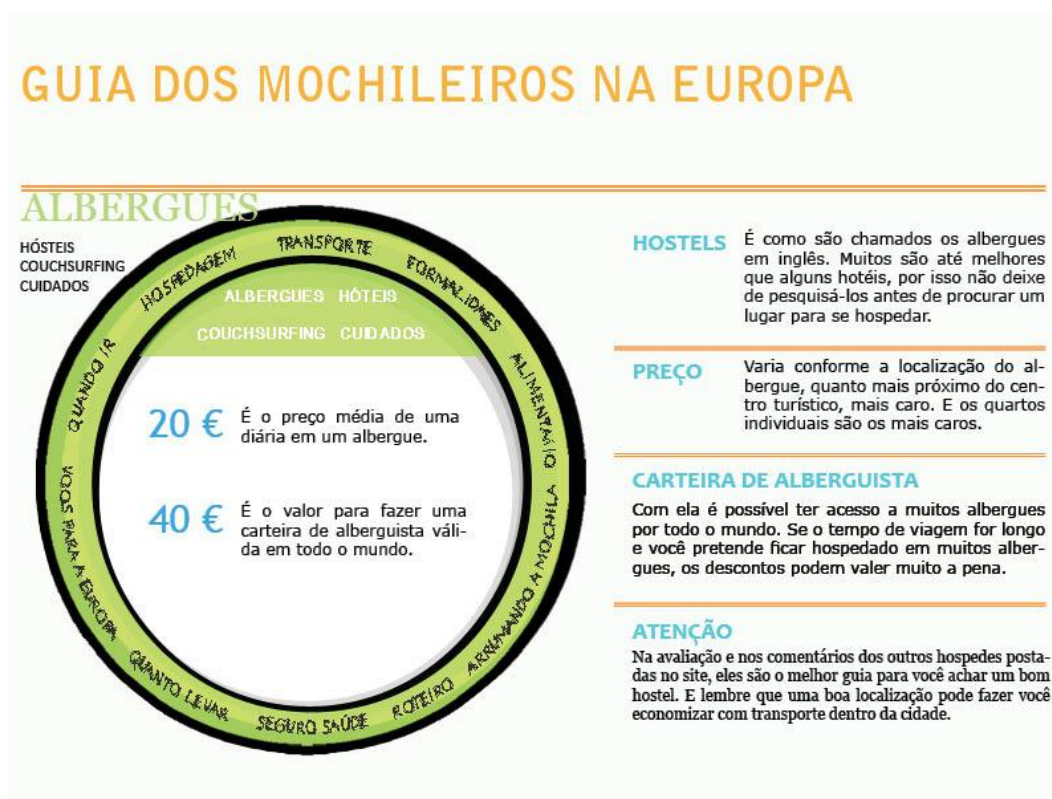 GUIA DOS MOCHILEIROS NA EUROPA
ALBERGUES
HÓSTEIS
COUCHSURFING
CUIDADOS
QUANDO IR
HOSPEDAGEM
TRANSPORTE
FORMALIDADES
ALIMENTAÇÃO
ARRUMANDO A MOCHILA
ROTEIRO
SEGURO SAÚDE
QUANTO LEVAR
VOOS PARA A EUROPA
ALBERGUES HÓTEIS
COUCHSURFING CUIDADOS
20 € É o preço média de uma
diária em um albergue.
40 € É o valor para fazer uma
carteira de alberguista váli-
da em todo o mundo.
HOSTELS É como são chamados os albergues
em inglês. Muitos são até melhores
que alguns hotéis, por isso não deixe
de pesquisá-los antes de procurar um
lugar para se hospedar.
PREÇO Varia conforme a localização do al-
bergue, quanto mais próximo do cen-
tro turístico, mais caro. E os quartos
individuais são os mais caros.
CARTEIRA DE ALBERGUISTA
Com ela é possível ter acesso a muitos albergues
por todo o mundo. Se o tempo de viagem for longo
e você pretende ficar hospedado em muitos alber-
gues, os descontos podem valer muito a pena.
ATENÇÃO
Na avaliação e nos comentários dos outros hospedes posta-
das no site, eles são o melhor guia para você achar um bom
hostel. E lembre que uma boa localização pode fazer você
economizar com transporte dentro da cidade.